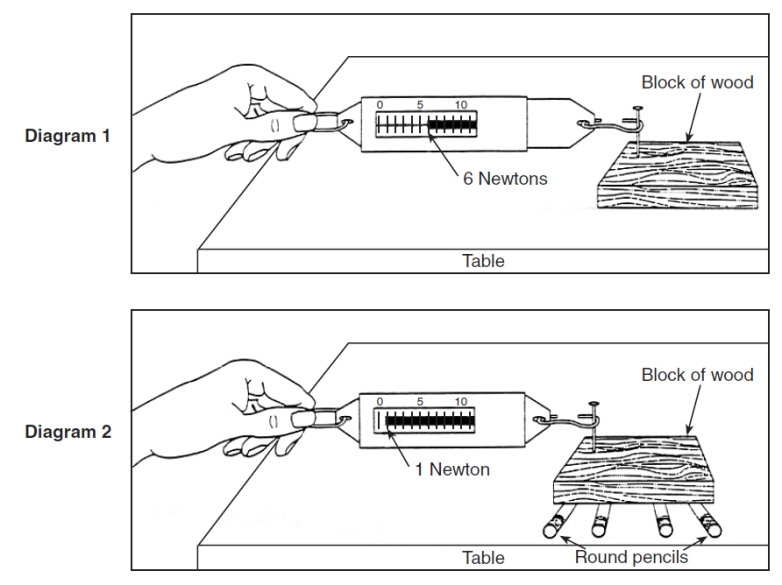 Diagram 1
Block of wood
0 5 10
6 Newtons
Table
Diagram 2
Block of wood
0 5 10
1 Newton
Table
Round pencils